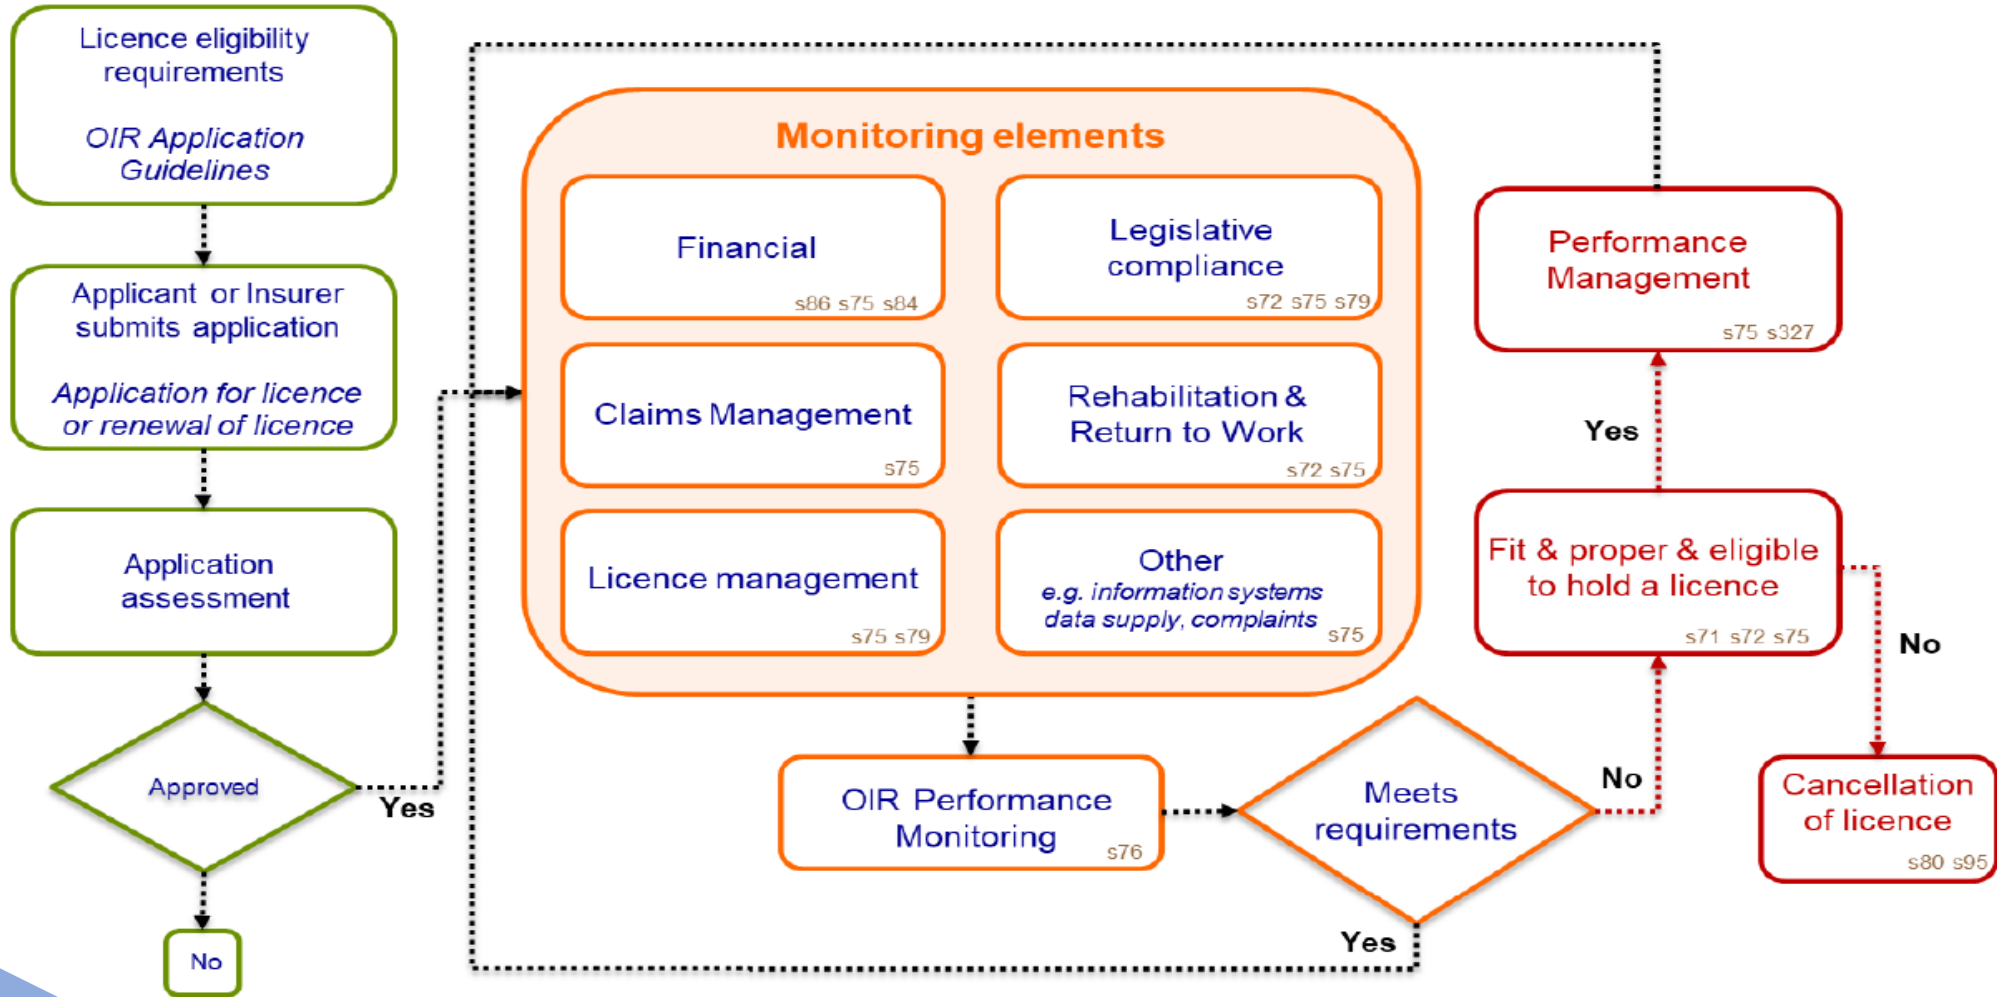 Licence eligibility
requirements
OIR Application
Guidelines
Applicant or Insurer
submits application
Application for licence
or renewal of licence
Application
assessment
Approved
Yes
No
Monitoring elements
Financial
s86 s75 s84
Legislative
compliance
s72 s75 s79
Claims Management
s75
Rehabilitation &
Return to Work
s72 s75
Licence management
s75 s79
Other
e.g. information systems
data supply, complaints
s75
OIR Performance
Monitoring
s76
Meets
requirements
Yes
No
Fit & proper & eligible
to hold a licence
s71 s72 s75
Yes
Performance
Management
s75 s327
No
Cancellation
of licence
s80 s95